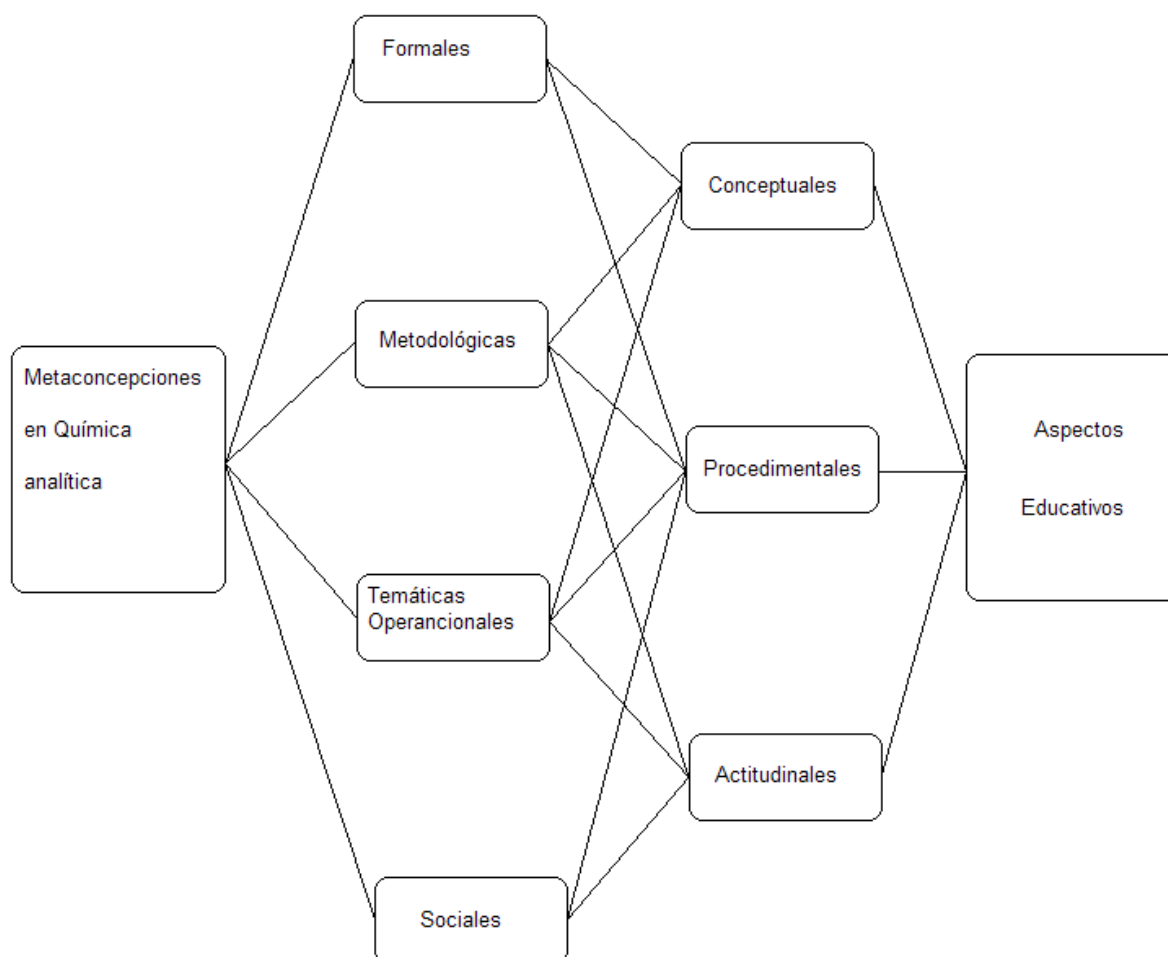 Formales
Conceptuales
Metodológicas
Metaconcepciones
en Química
analítica
Procedimentales
Aspectos
Educativos
Temáticas
Operancionales
Actitudinales
Sociales